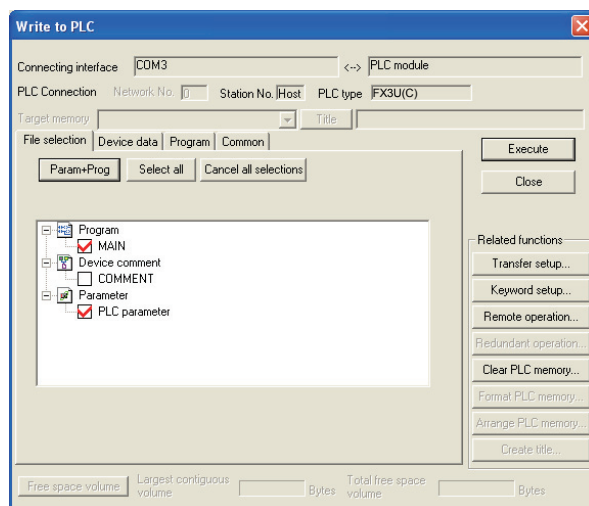 Write to PLC
Connecting interface COM3 <--> PLC module
PLC Connection Network No. 0 Station No. Host PLC type FX3U(C)
Target memory Title
File selection Device data Program Common
Execute
Param+Prog Select all Cancel all selections
Close
Program
MAIN
Device comment
COMMENT
Parameter
PLC parameter
Related functions
Transfer setup...
Keyword setup...
Remote operation...
Redundant operation...
Clear PLC memory...
Format PLC memory...
Arrange PLC memory...
Create title...
Free space volume Largest contiguous volume Bytes Total free space volume Bytes